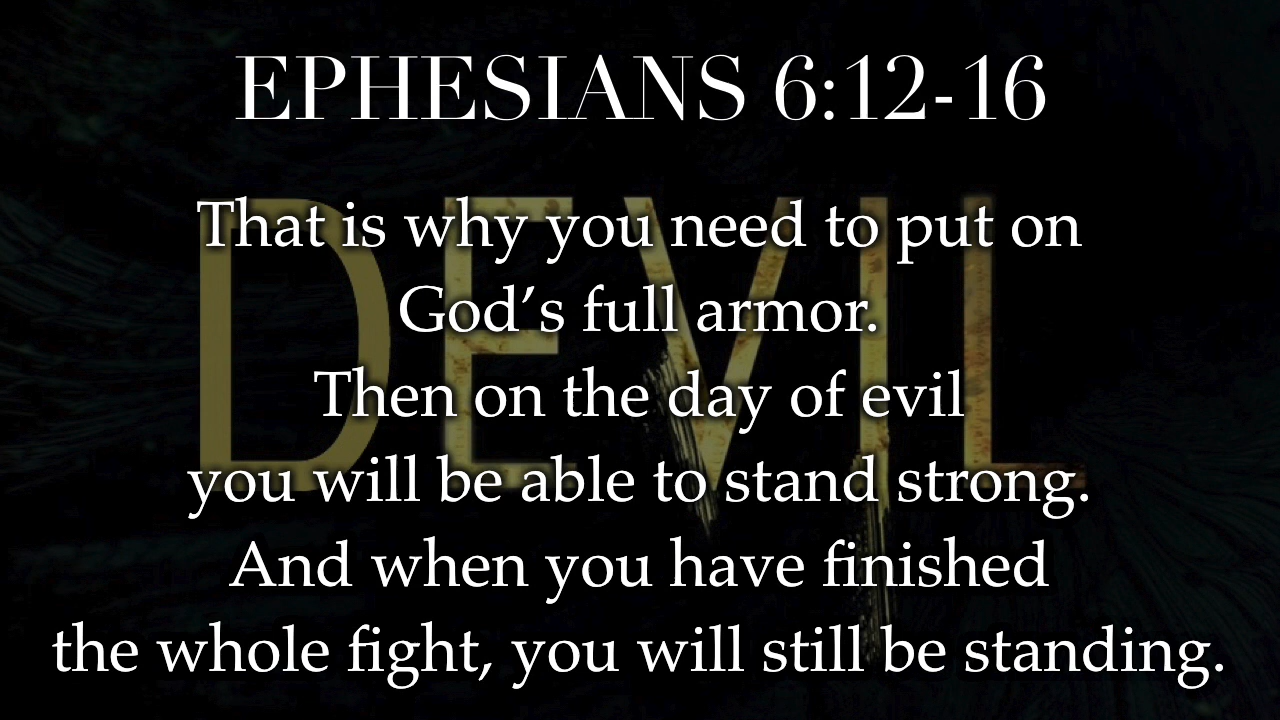 EPHESIANS 6:12-16
DEVIL
That is why you need to put on
God’s full armor.
Then on the day of evil
you will be able to stand strong.
And when you have finished
the whole fight, you will still be standing.